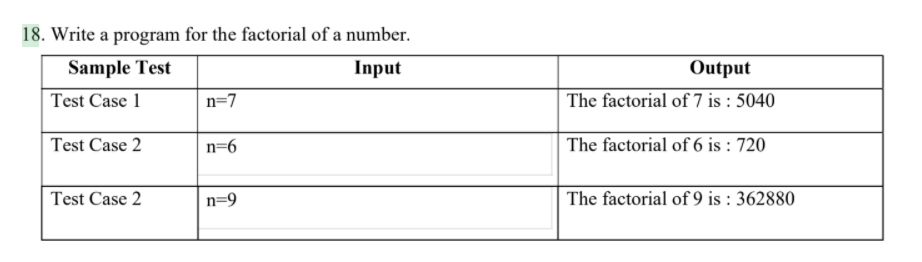 18. Write a program for the factorial of a number.
Sample Test Input Output
Test Case 1 n=7 The factorial of 7 is : 5040
Test Case 2 n=6 The factorial of 6 is : 720
Test Case 2 n=9 The factorial of 9 is : 362880